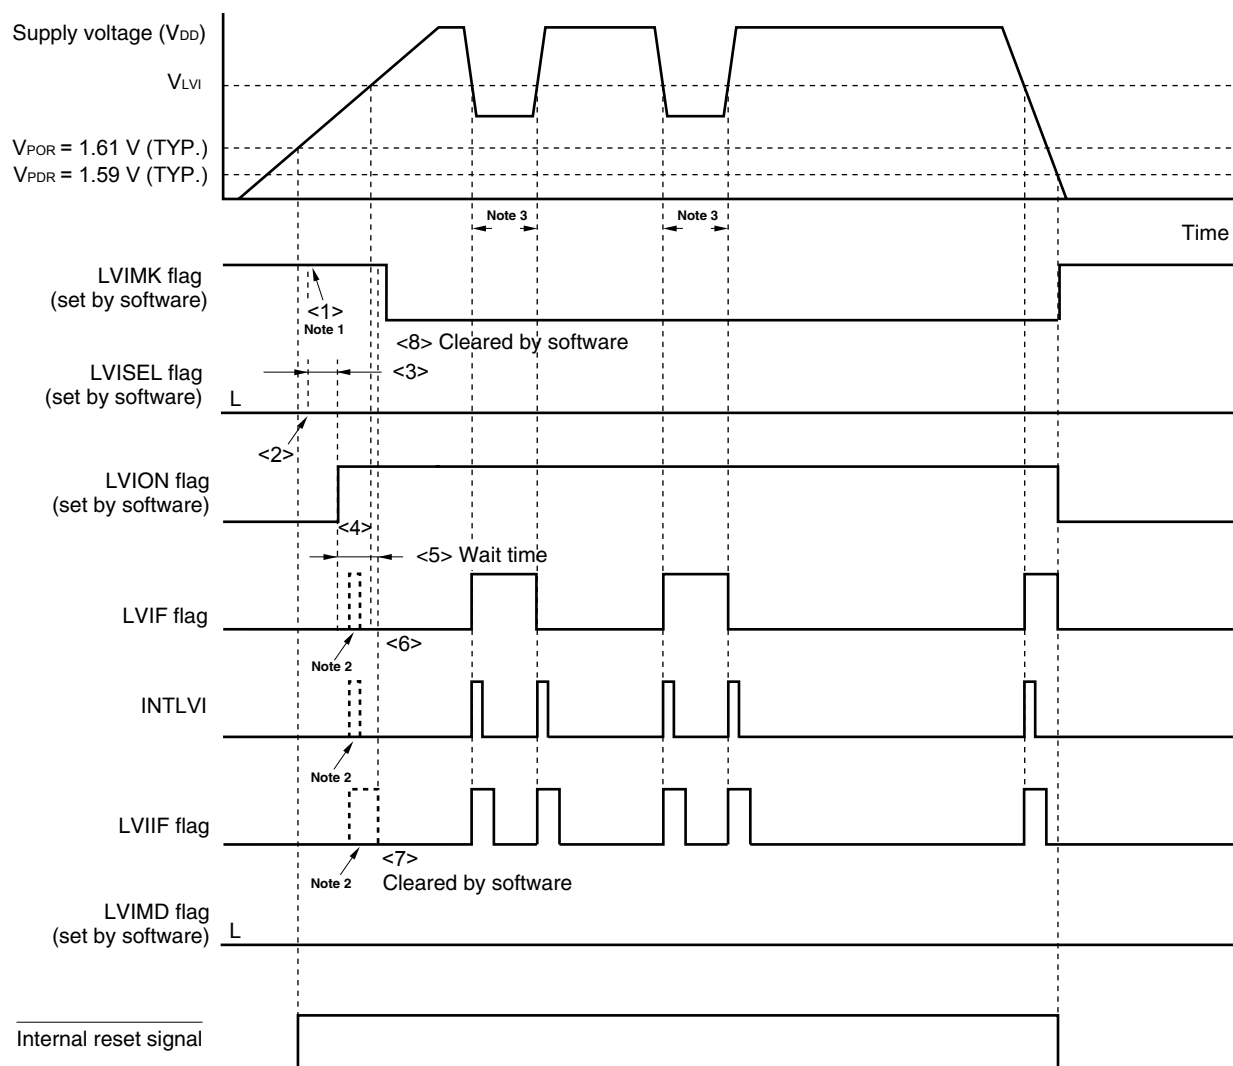 Supply voltage (VDD)
VLVI
VPOR = 1.61 V (TYP.)
VPDR = 1.59 V (TYP.)
Note 3
Note 3
Time
LVIMK flag
(set by software)
<1>
Note 1
<8> Cleared by software
LVISEL flag
(set by software)
L
<3>
<2>
LVION flag
(set by software)
<4>
<5> Wait time
LVIF flag
Note 2
<6>
INTLVI
Note 2
LVIIF flag
Note 2
<7>
Cleared by software
LVIMD flag
(set by software)
L
Internal reset signal